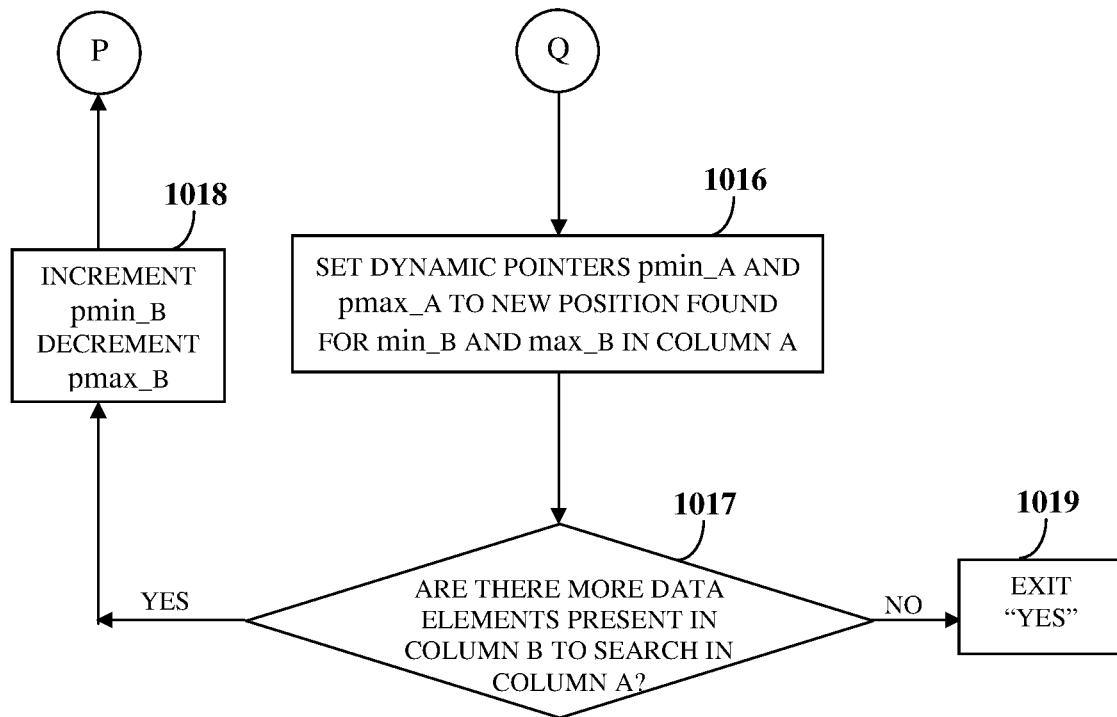 P
Q
1018
1016
INCREMENT
pmin_B
DECREMENT
pmax_B
SET DYNAMIC POINTERS pmin_A AND
pmax_A TO NEW POSITION FOUND
FOR min_B AND max_B IN COLUMN A
1017
1019
YES
ARE THERE MORE DATA
ELEMENTS PRESENT IN
COLUMN B TO SEARCH IN
COLUMN A?
NO
EXIT
“YES”